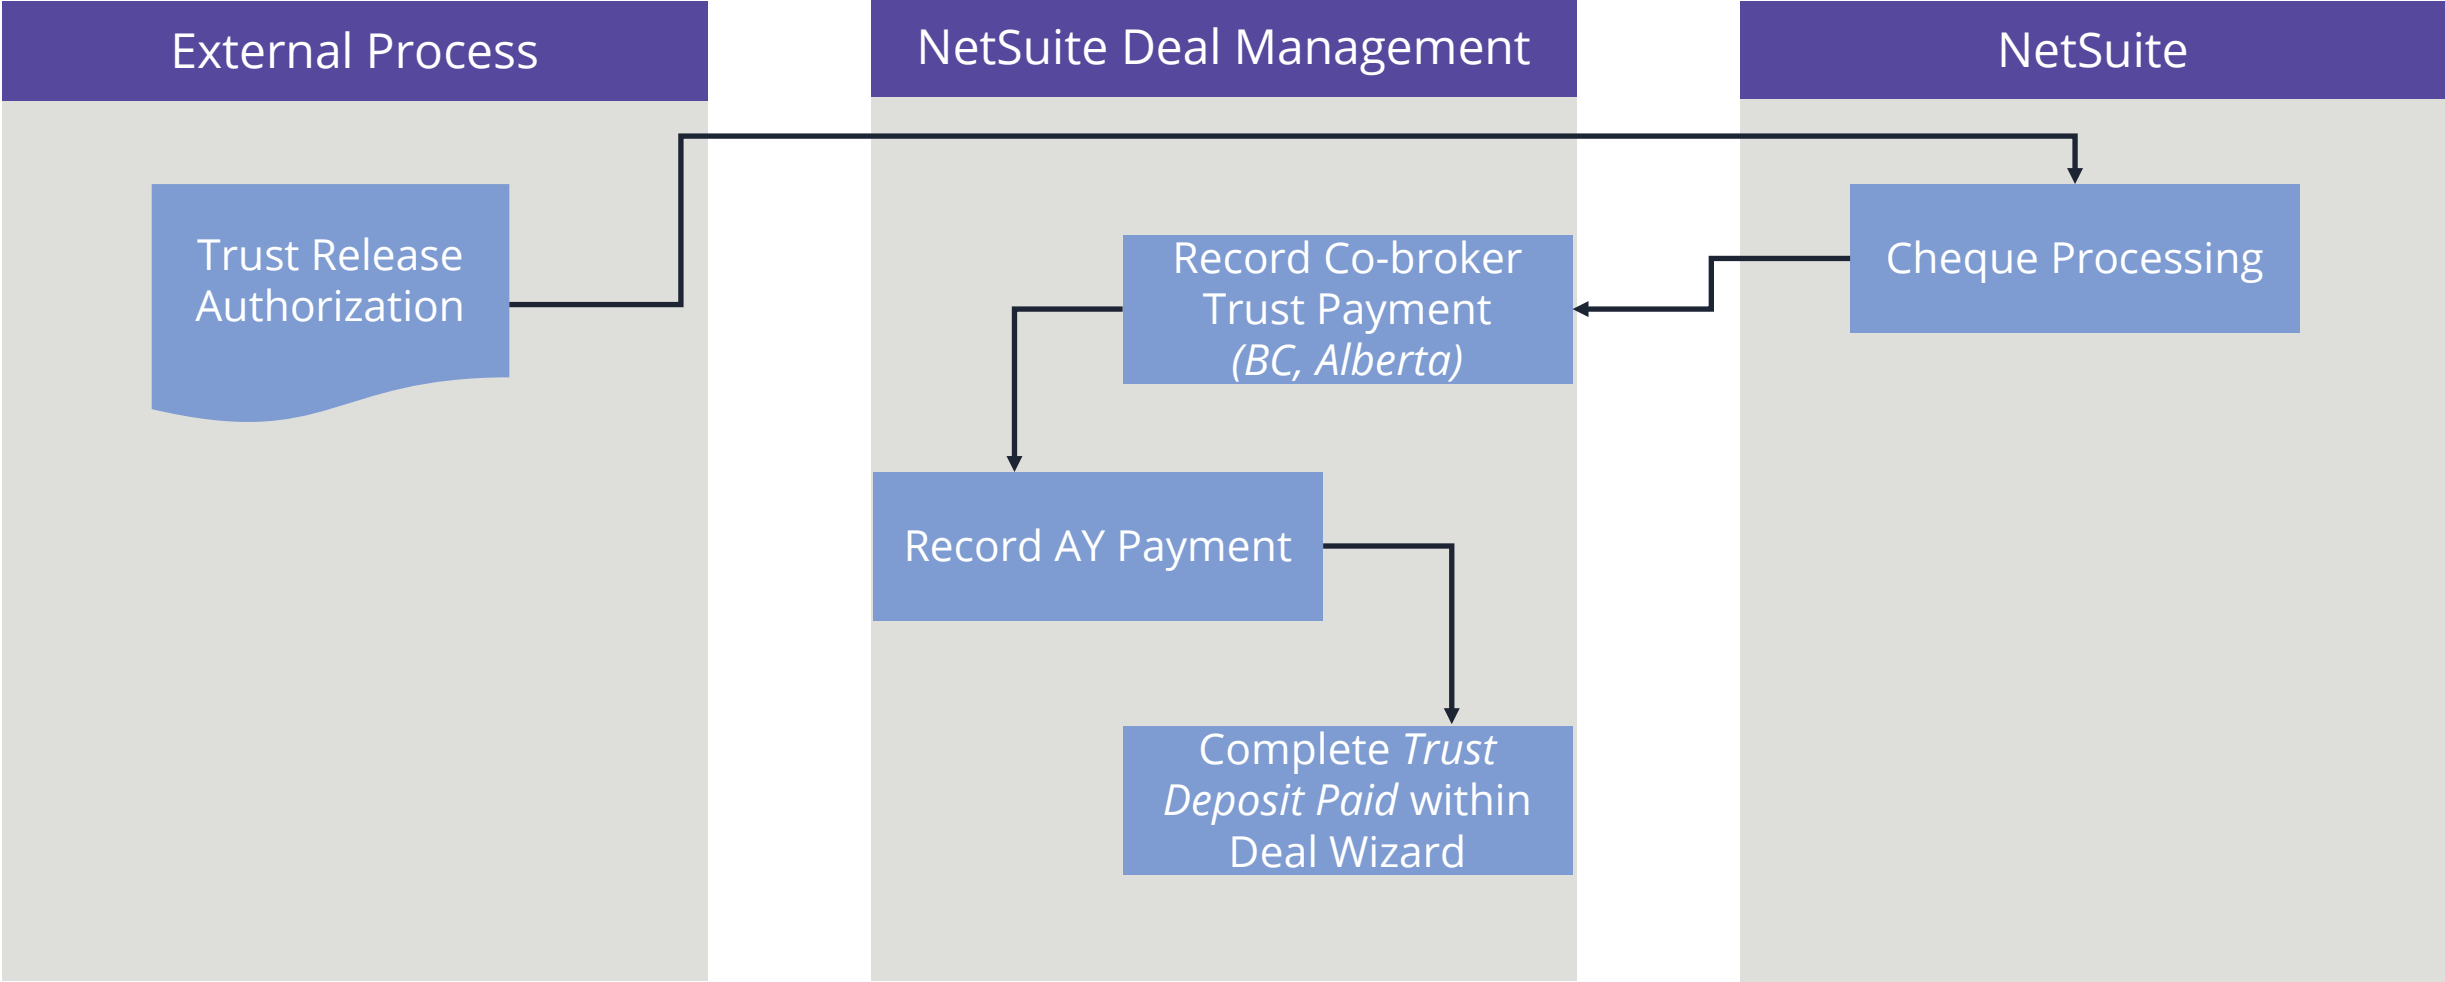 External Process
NetSuite Deal Management
NetSuite
Trust Release
Authorization
Record Co-broker
Trust Payment
(BC, Alberta)
Cheque Processing
Record AY Payment
Complete Trust
Deposit Paid within
Deal Wizard